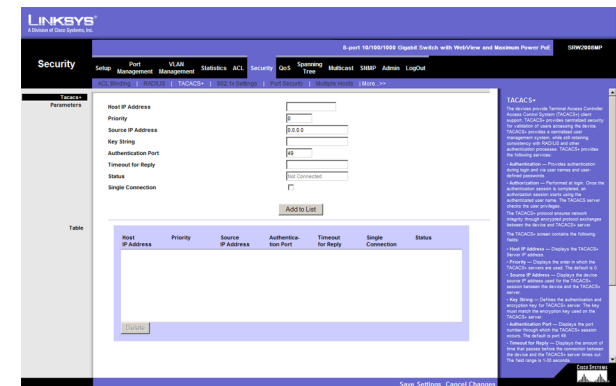 LINKSYS®
A Division of Cisco Systems, Inc.
8-port 10/100/1000 Gigabit Switch with WebView and Maximum Power PoE
SRW2008MP
Security
Setup
Port Management
VLAN Management
Statistics
ACL
Security
QoS
Spanning Tree
Multicast
SNMP
Admin
LogOut
ACL Binding | RADIUS | TACACS+ | 802.1x Settings | Port Security | Multiple Hosts | More..>>
Tacacs+
Parameters
Host IP Address
Priority 0
Source IP Address 0.0.0.0
Key String
Authentication Port 49
Timeout for Reply
Status Not Connected
Single Connection
Add to List
Table
Host IP Address
Priority
Source IP Address
Authentica-tion Port
Timeout for Reply
Single Connection
Status
Delete
TACACS+
The devices provide Terminal Access Controller
Access Control System (TACACS+) client
support. TACACS+ provides centralized security
for validation of users accessing the device.
TACACS+ provides a centralized user
management system, while still retaining
consistency with RADIUS and other
authentication processes. TACACS+ provides
the following services:
- Authentication — Provides authentication
during login and via user names and user-
defined passwords.
- Authorization — Performed at login. Once the
authentication session is completed, an
authorization session starts using the
authenticated user name. The TACACS server
checks the user privileges.
The TACACS+ protocol ensures network
integrity through encrypted protocol exchanges
between the device and TACACS+ server.
The TACACS+ screen contains the following
fields:
- Host IP Address — Displays the TACACS+
Server IP address.
- Priority — Displays the order in which the
TACACS+ servers are used. The default is 0.
- Source IP Address — Displays the device
source IP address used for the TACACS+
session between the device and the TACACS+
server.
- Key String — Defines the authentication and
encryption key for TACACS+ server. The key
must match the encryption key used on the
TACACS+ server.
- Authentication Port — Displays the port
number through which the TACACS+ session
occurs. The default is port 49.
- Timeout for Reply — Displays the amount of
time that passes before the connection between
the device and the TACACS+ server times out.
The field range is 1-30 seconds.
Save Settings
Cancel Changes
CISCO SYSTEMS